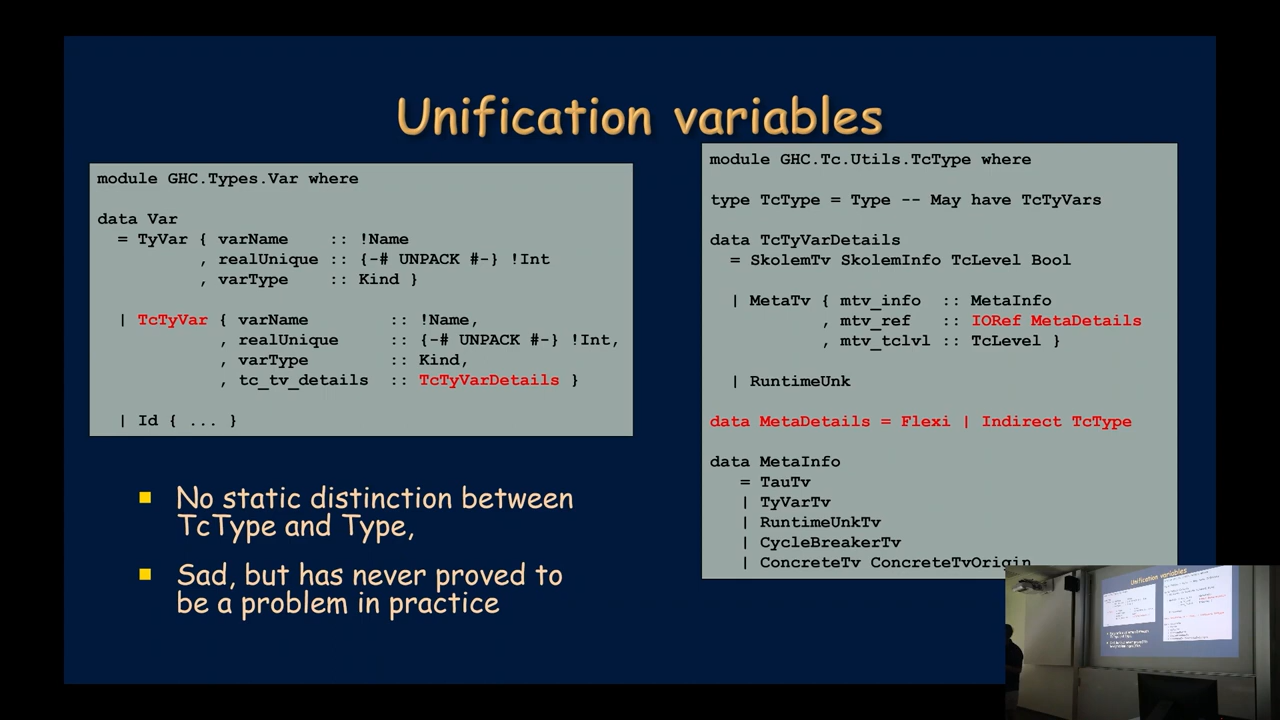 Unification variables
module GHC.Types.Var where
data Var
= TyVar { varName :: !Name
, realUnique :: {-# UNPACK #-} !Int
, varType :: Kind }
| TcTyVar { varName :: !Name,
, realUnique :: {-# UNPACK #-} !Int,
, varType :: Kind,
, tc_tv_details :: TcTyVarDetails }
| Id { ... }
No static distinction between
TcType and Type,
Sad, but has never proved to
be a problem in practice
module GHC.Tc.Utils.TcType where
type TcType = Type -- May have TcTyVars
data TcTyVarDetails
= SkolemTv SkolemInfo TcLevel Bool
| MetaTv { mtv_info :: MetaInfo
, mtv_ref :: IORef MetaDetails
, mtv_tclvl :: TcLevel }
| RuntimeUnk
data MetaDetails = Flexi | Indirect TcType
data MetaInfo
= TauTv
| TyVarTv
| RuntimeUnkTv
| CycleBreakerTv
| ConcreteTv ConcreteTvOrigin
Unification variables